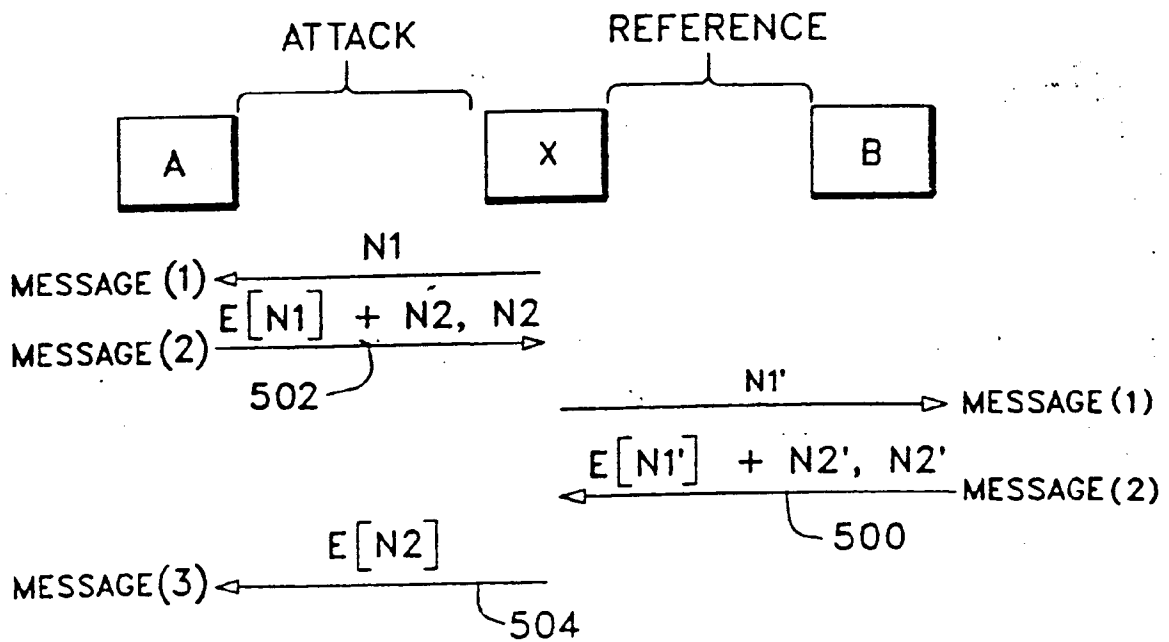 ATTACK REFERENCE
A X B
N1
MESSAGE (1)
E[N1] + N2, N2
MESSAGE (2)
502
N1' MESSAGE (1)
E[N1'] + N2', N2'
MESSAGE (2)
500
E[N2]
MESSAGE (3)
504